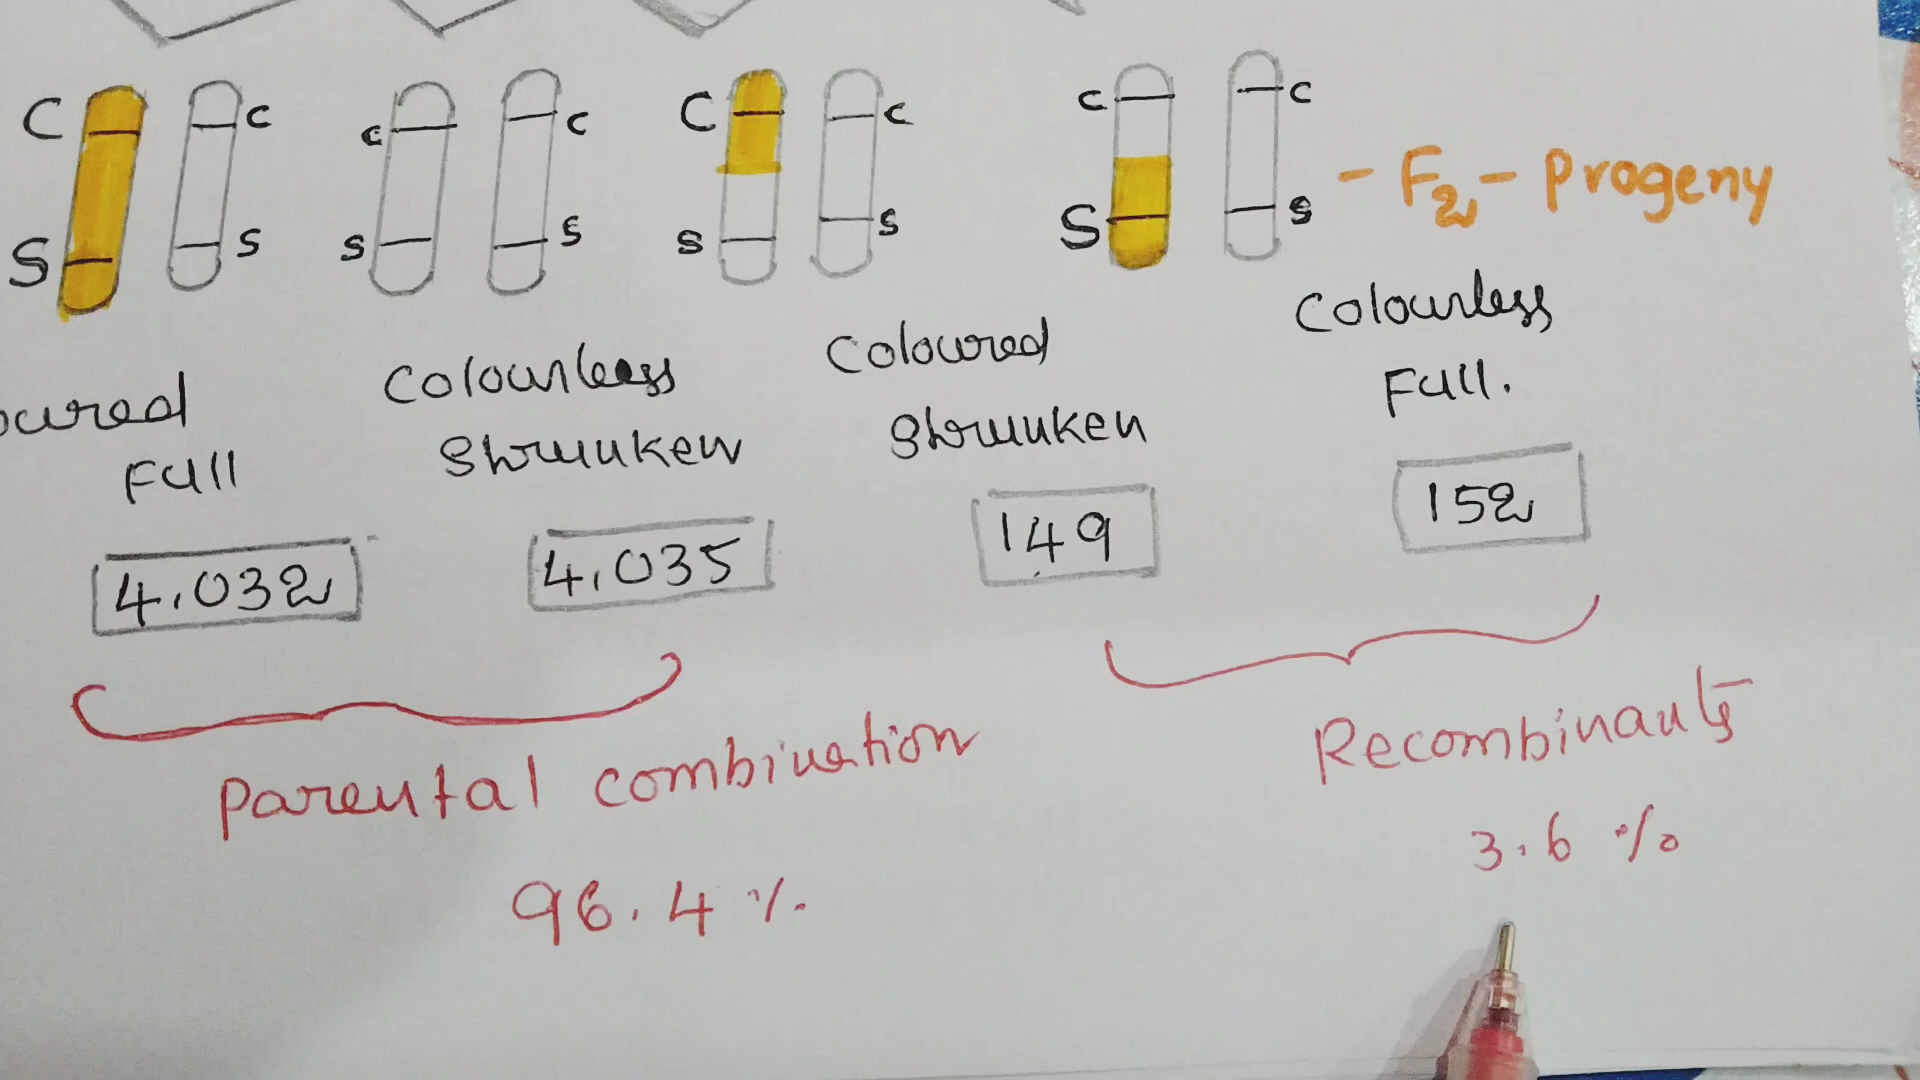 C c c c C c c c
S s s s s s S s
- F2 - Progeny
oured
Full
Colourless
Shrunken
Coloured
Shrunken
Colourless
Full.
4.032
4.035
149
152
Parental combination
96.4 %
Recombinants
3.6 %